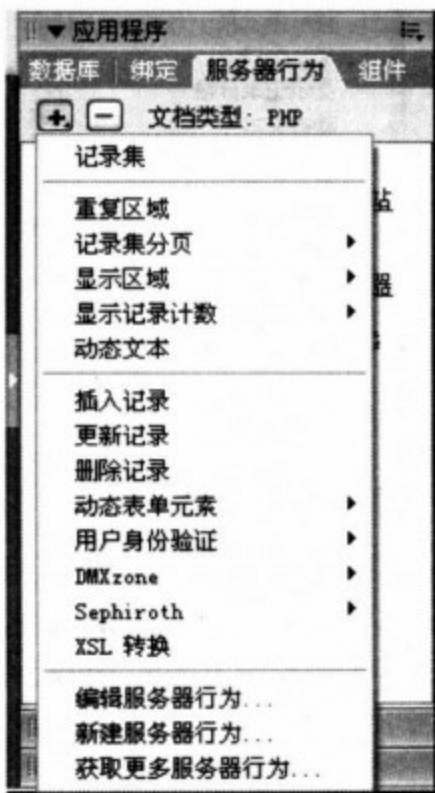 ▼应用程序
数据库 绑定 服务器行为 组件
文档类型: PHP
记录集
重复区域
记录集分页
显示区域
显示记录计数
动态文本
插入记录
更新记录
删除记录
动态表单元素
用户身份验证
DMXzone
Sephiroth
XSL 转换
编辑服务器行为...
新建服务器行为...
获取更多服务器行为...
站
器